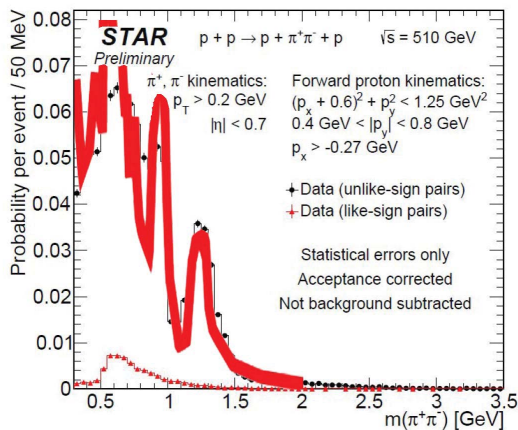 STAR
Preliminary
p + p → p + π⁺π⁻ + p
√s = 510 GeV
π⁺, π⁻ kinematics:
p_T > 0.2 GeV
|η| < 0.7
Forward proton kinematics:
(p_x + 0.6)² + p_y² < 1.25 GeV²
0.4 GeV < |p_y| < 0.8 GeV
p_x > -0.27 GeV
Data (unlike-sign pairs)
Data (like-sign pairs)
Statistical errors only
Acceptance corrected
Not background subtracted
Probability per event / 50 MeV
0.08
0.07
0.06
0.05
0.04
0.03
0.02
0.01
0
0.5
1
1.5
2
2.5
3
3.5
m(π⁺π⁻) [GeV]